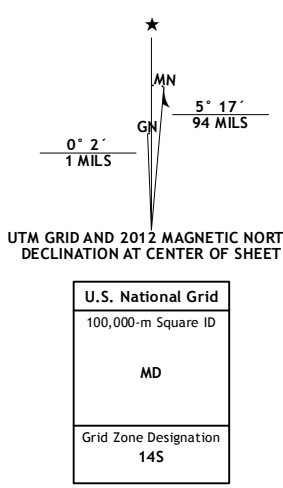 ★
MN
5° 17´
94 MILS
GN
0° 2´
1 MILS
UTM GRID AND 2012 MAGNETIC NORT
DECLINATION AT CENTER OF SHEET
U.S. National Grid
100,000-m Square ID
MD
Grid Zone Designation
14S